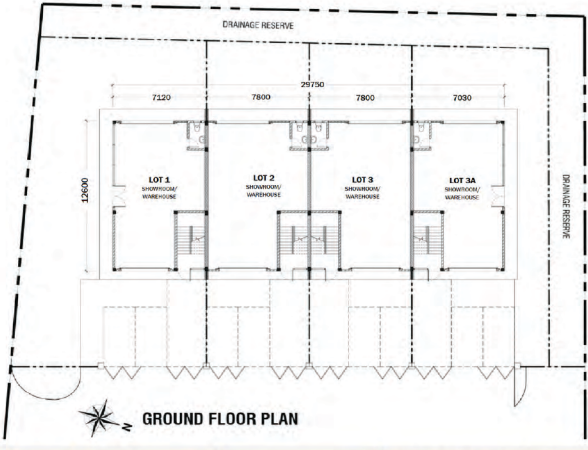 DRAINAGE RESERVE
29750
7120
7800
7800
7030
12600
LOT 1
SHOWROOM/
WAREHOUSE
LOT 2
SHOWROOM/
WAREHOUSE
LOT 3
SHOWROOM/
WAREHOUSE
LOT 3A
SHOWROOM/
WAREHOUSE
DRAINAGE RESERVE
N
GROUND FLOOR PLAN